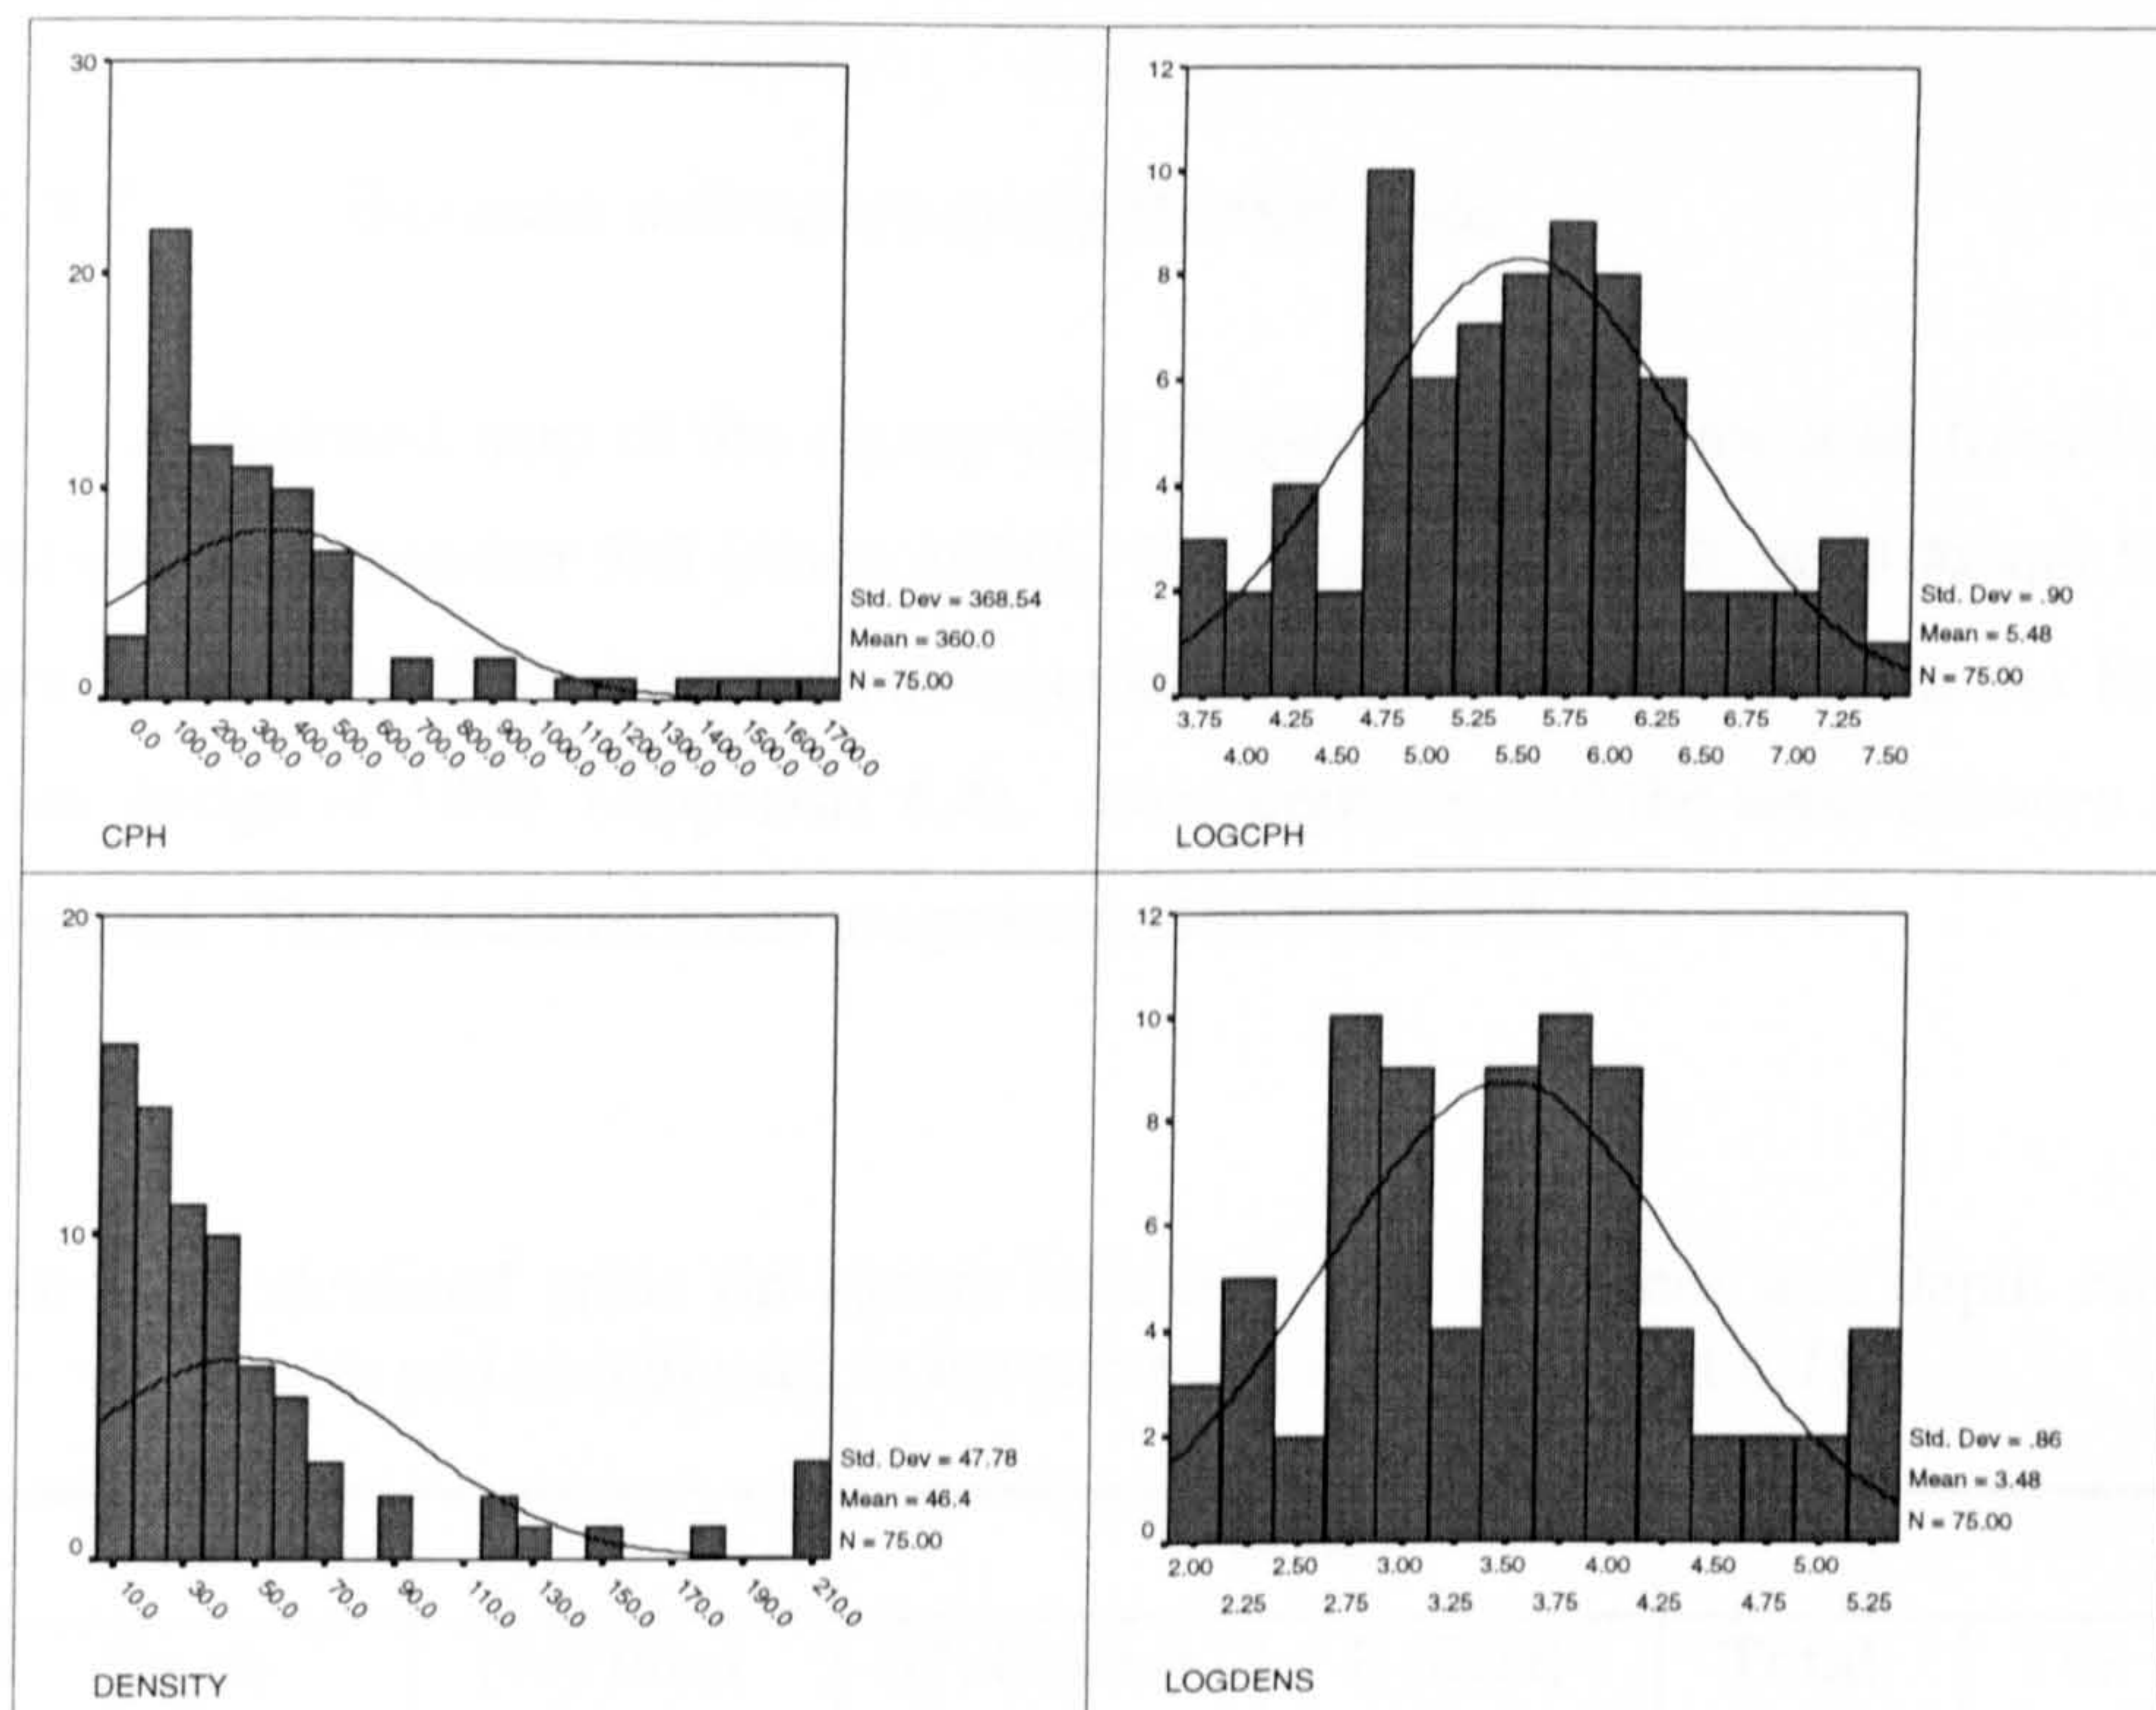 30
20
10
0
0.0 100.0 200.0 300.0 400.0 500.0 600.0 700.0 800.0 900.0 1000.0 1100.0 1200.0 1300.0 1400.0 1500.0 1600.0 1700.0
Std. Dev = 368.54
Mean = 360.0
N = 75.00
CPH
12
10
8
6
4
2
0
3.75 4.25 4.75 5.25 5.75 6.25 6.75 7.25
4.00 4.50 5.00 5.50 6.00 6.50 7.00 7.50
Std. Dev = .90
Mean = 5.48
N = 75.00
LOGCPH
20
10
0
10.0 30.0 50.0 70.0 90.0 110.0 130.0 150.0 170.0 190.0 210.0
Std. Dev = 47.78
Mean = 46.4
N = 75.00
DENSITY
12
10
8
6
4
2
0
2.00 2.50 3.00 3.50 4.00 4.50 5.00
2.25 2.75 3.25 3.75 4.25 4.75 5.25
Std. Dev = .86
Mean = 3.48
N = 75.00
LOGDENS